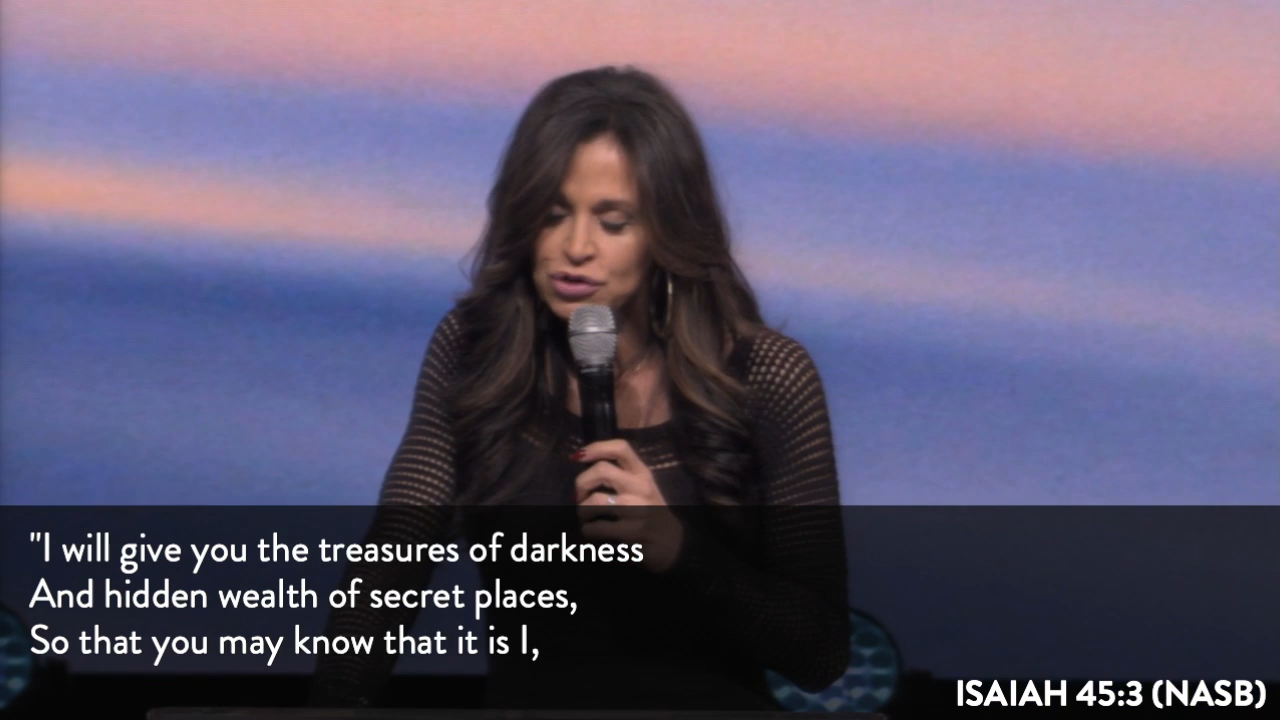 "I will give you the treasures of darkness
And hidden wealth of secret places,
So that you may know that it is I,
ISAIAH 45:3 (NASB)